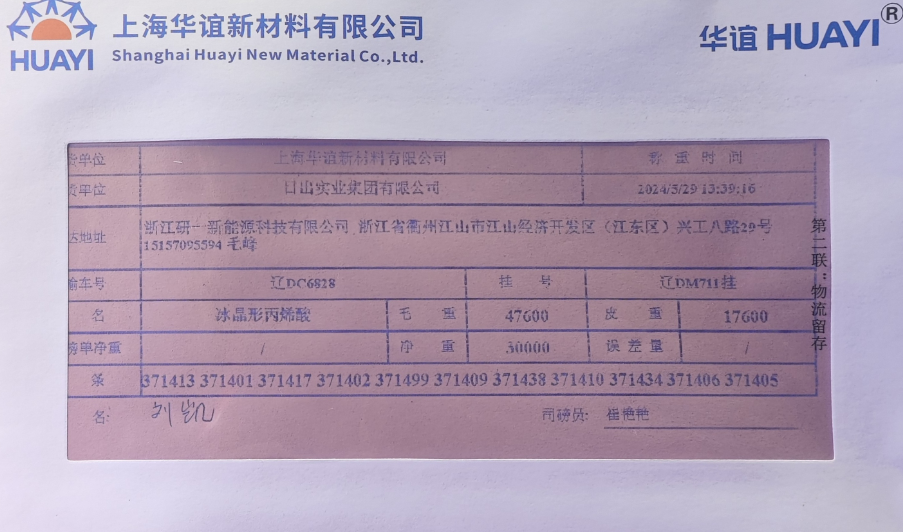 上海华谊新材料有限公司
Shanghai Huayi New Material Co.,Ltd.
HUAYI
华谊 HUAYI®
货单位 上海华谊新材料有限公司 称重时间
货单位 日出实业集团有限公司 2024/5/29 13:39:16
达地址 浙江研一新能源科技有限公司 浙江省衢州江山市江山经济开发区（江东区）兴工八路29号
15157095594 毛峰
输车号 辽DC6828 挂号 辽DM711挂
名 冰晶形丙烯酸 毛重 47600 皮重 17600
磅单净重 / 净重 30000 误差量 /
条 371413 371401 371417 371402 371499 371409 371438 371410 371434 371406 371405
名: 刘凯 司磅员: 崔艳艳
第二联：物流留存